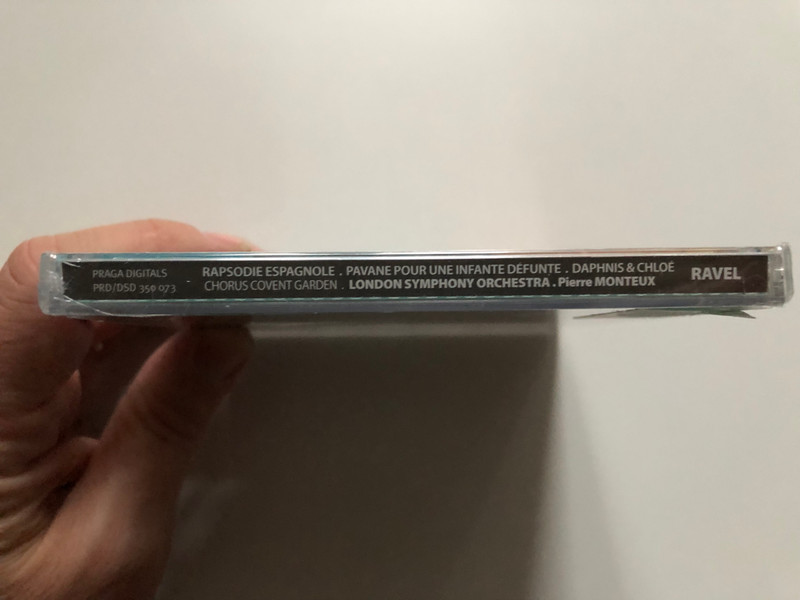 PRAGA DIGITALS
PRD/DSD 350 073
RAPSODIE ESPAGNOLE . PAVANE POUR UNE INFANTE DÉFUNTE . DAPHNIS & CHLOÉ
CHORUS COVENT GARDEN . LONDON SYMPHONY ORCHESTRA . Pierre MONTEUX
RAVEL